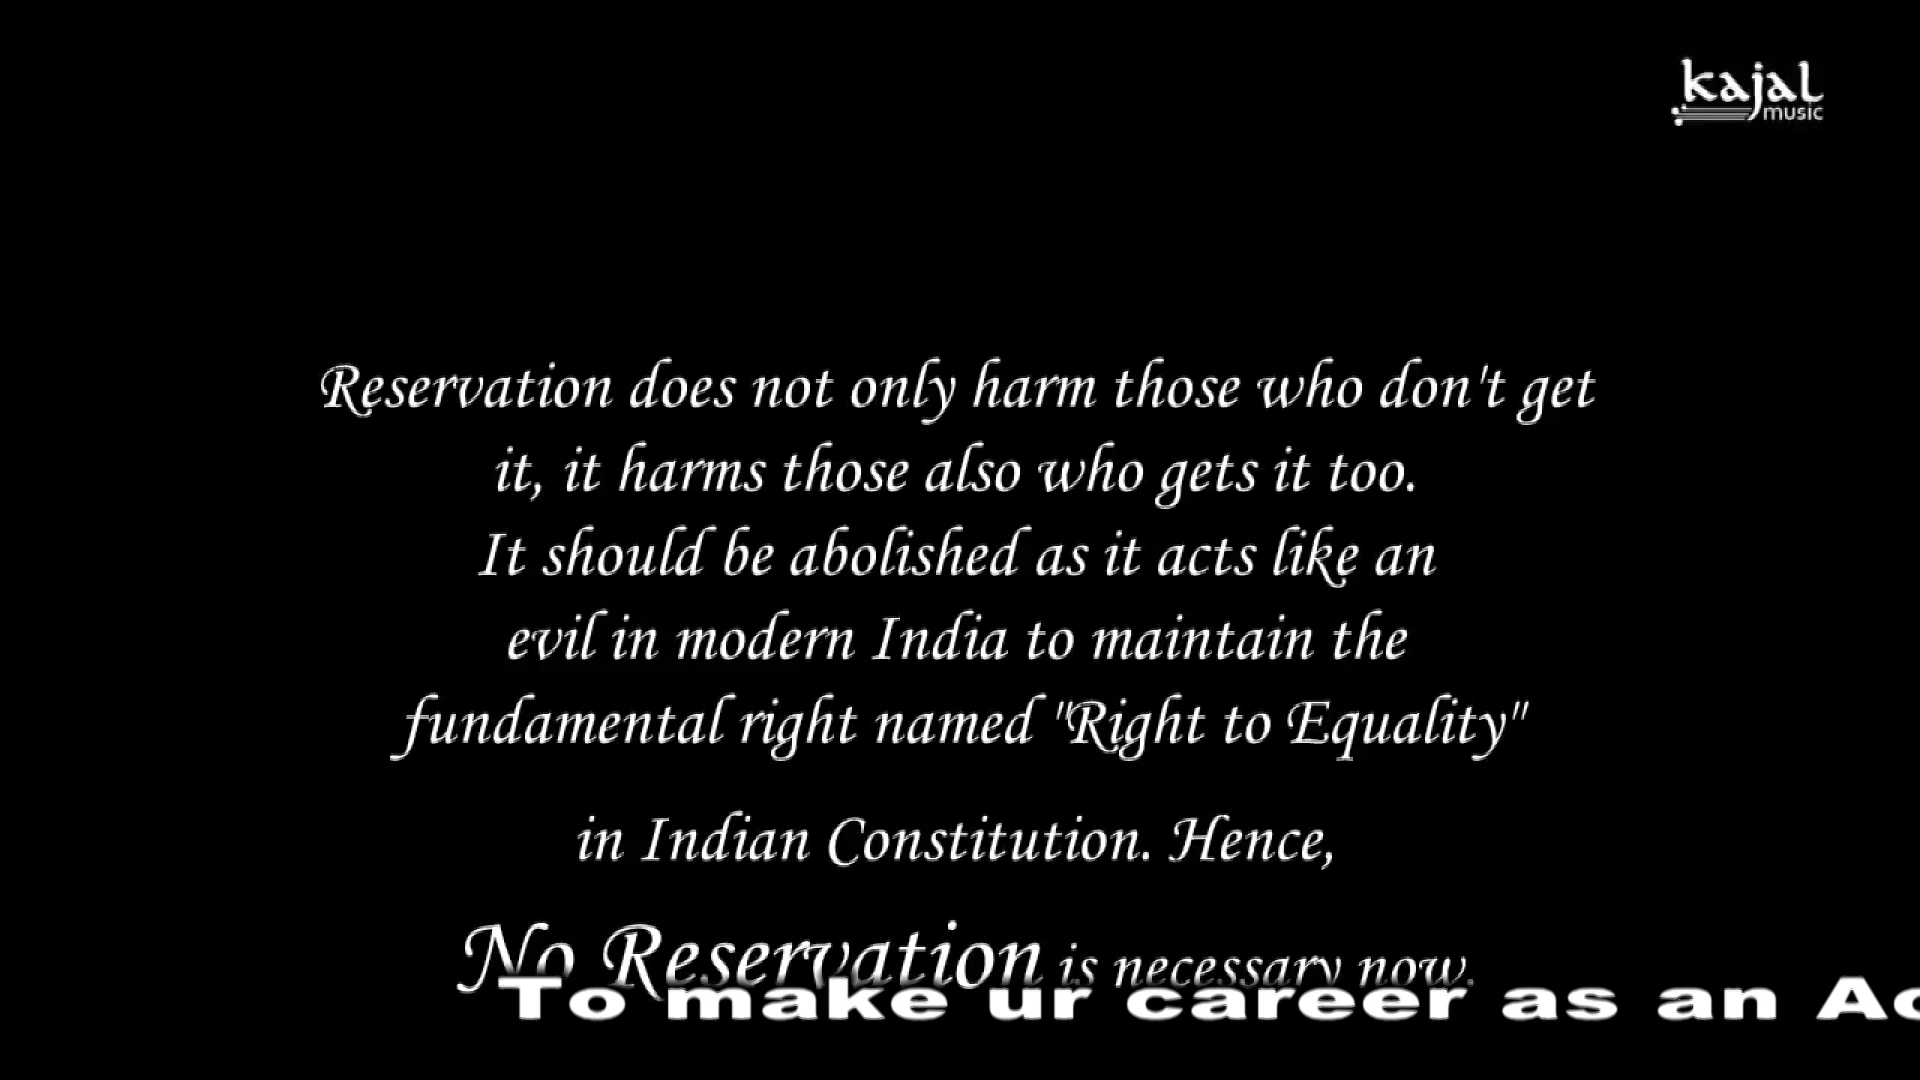 kajal
music
Reservation does not only harm those who don't get
it, it harms those also who gets it too.
It should be abolished as it acts like an
evil in modern India to maintain the
fundamental right named "Right to Equality"
in Indian Constitution. Hence,
No Reservation is necessary now.
To make ur career as an